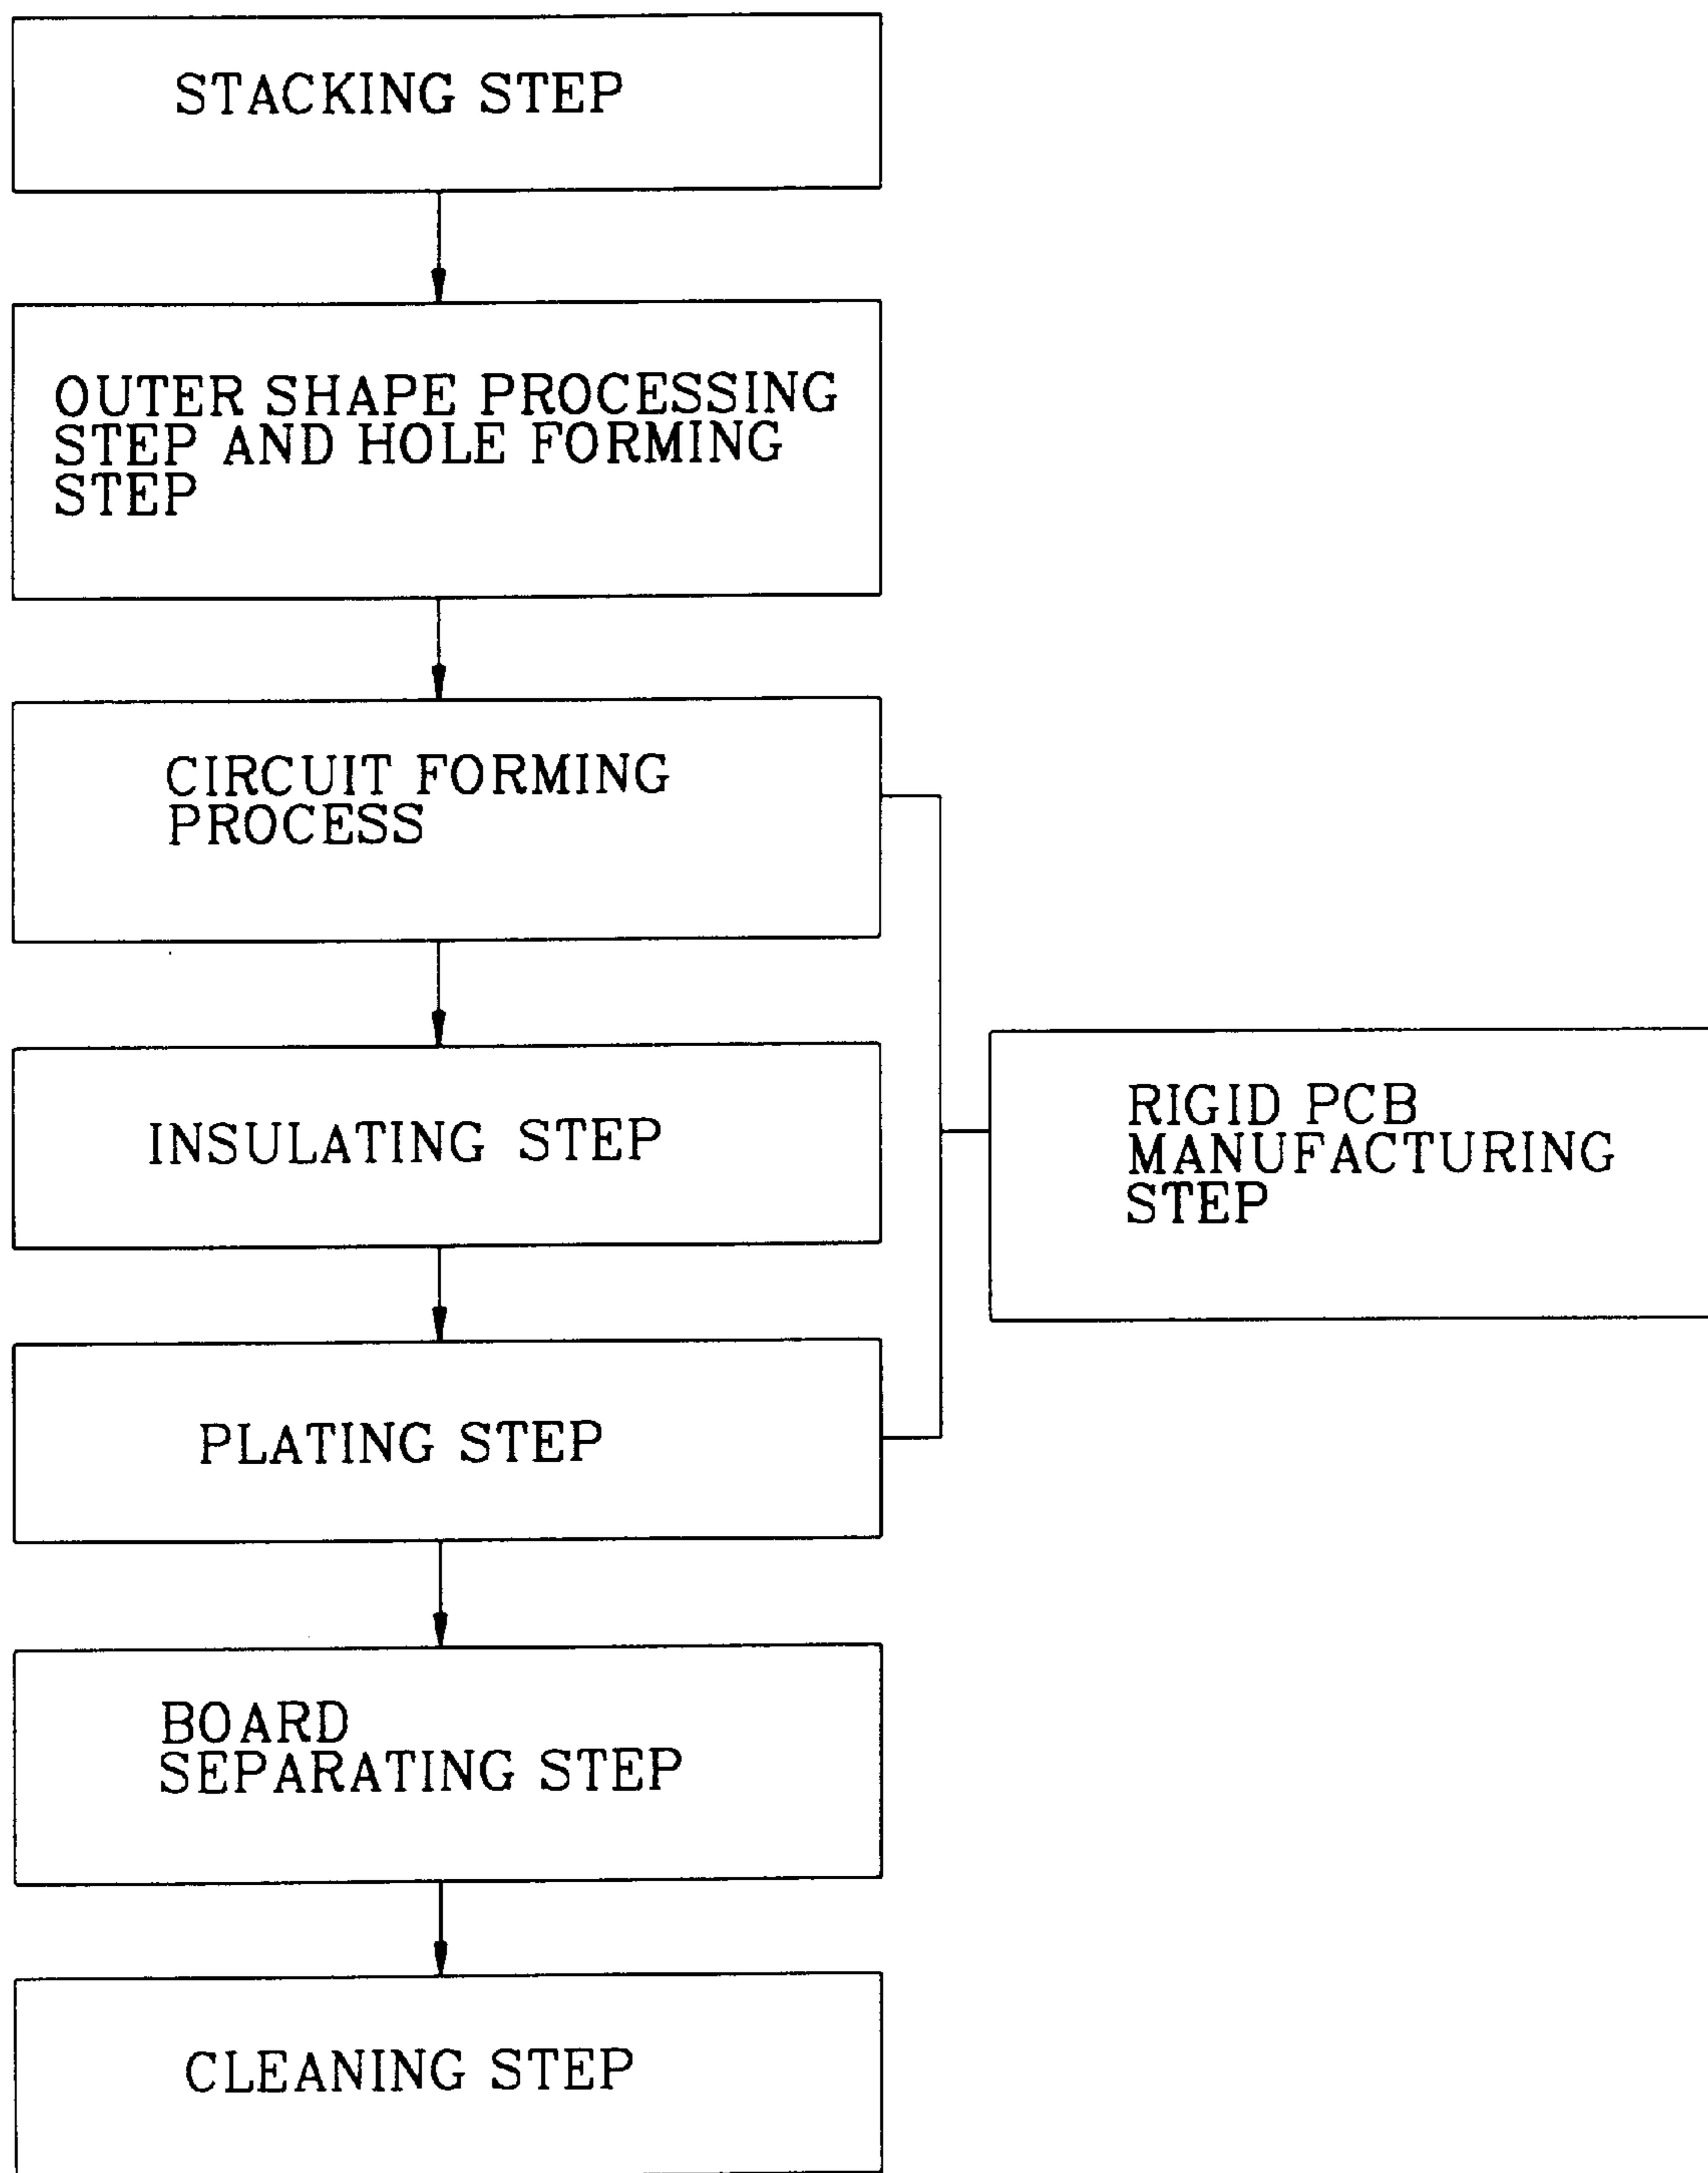 STACKING STEP
OUTER SHAPE PROCESSING
STEP AND HOLE FORMING
STEP
CIRCUIT FORMING
PROCESS
INSULATING STEP
RIGID PCB
MANUFACTURING
STEP
PLATING STEP
BOARD
SEPARATING STEP
CLEANING STEP